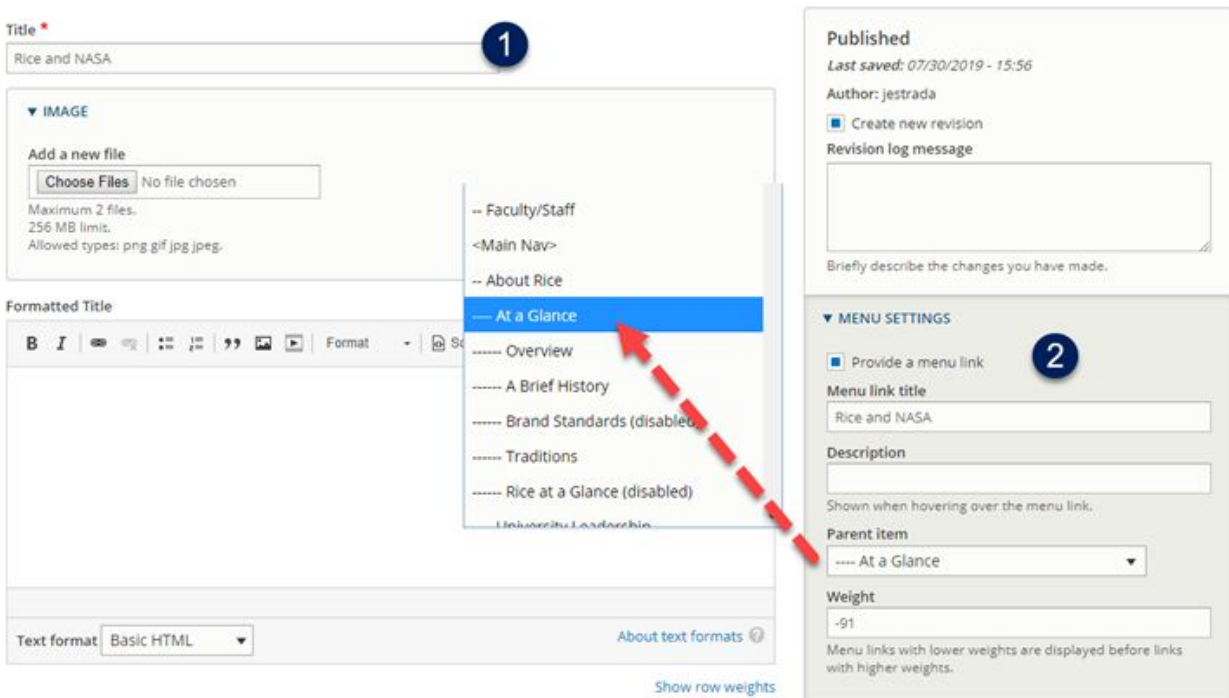 Title *
1
Rice and NASA
IMAGE
Add a new file
Choose Files No file chosen
Maximum 2 files.
256 MB limit.
Allowed types: png gif jpg jpeg.
Formatted Title
B I Format
Text format Basic HTML
About text formats ?
Show row weights
-- Faculty/Staff
<Main Nav>
-- About Rice
---- At a Glance
------ Overview
------ A Brief History
------ Brand Standards (disabled)
------ Traditions
------ Rice at a Glance (disabled)
University Leadership
Published
Last saved: 07/30/2019 - 15:56
Author: jestrada
Create new revision
Revision log message
Briefly describe the changes you have made.
MENU SETTINGS
2
Provide a menu link
Menu link title
Rice and NASA
Description
Shown when hovering over the menu link.
Parent item
---- At a Glance
Weight
-91
Menu links with lower weights are displayed before links
with higher weights.